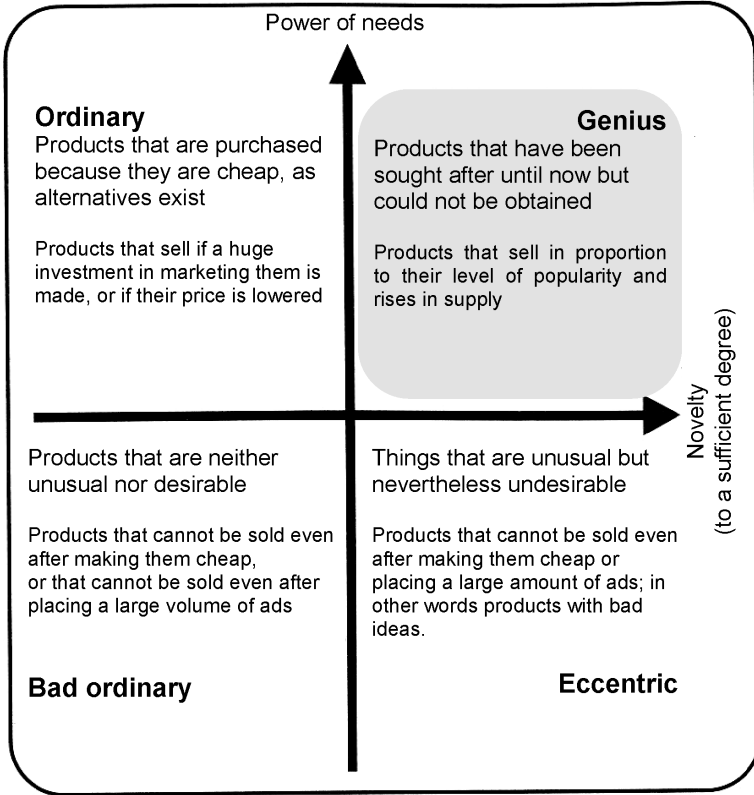 Power of needs
Ordinary
Products that are purchased
because they are cheap, as
alternatives exist
Products that sell if a huge
investment in marketing them is
made, or if their price is lowered
Genius
Products that have been
sought after until now but
could not be obtained
Products that sell in proportion
to their level of popularity and
rises in supply
Novelty
(to a sufficient degree)
Products that are neither
unusual nor desirable
Products that cannot be sold even
after making them cheap,
or that cannot be sold even after
placing a large volume of ads
Bad ordinary
Things that are unusual but
nevertheless undesirable
Products that cannot be sold even
after making them cheap or
placing a large amount of ads; in
other words products with bad
ideas.
Eccentric